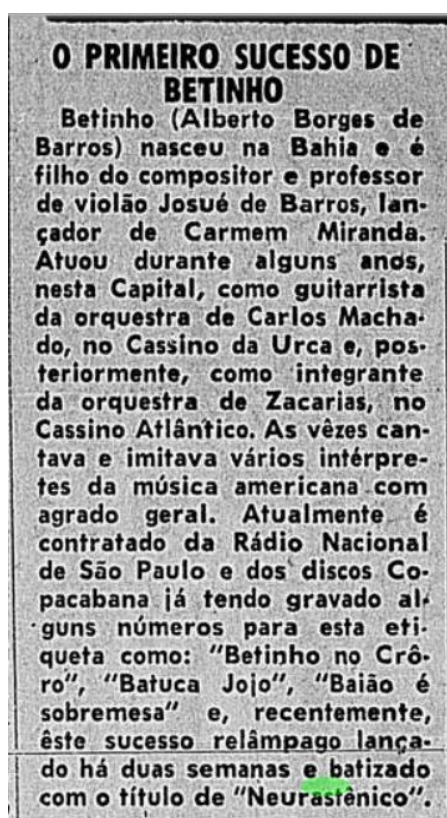 O PRIMEIRO SUCESSO DE
BETINHO
Betinho (Alberto Borges de
Barros) nasceu na Bahia e é
filho do compositor e professor
de violão Josué de Barros, lan-
çador de Carmem Miranda.
Atuou durante alguns anos,
nesta Capital, como guitarrista
da orquestra de Carlos Macha-
do, no Cassino da Urca e, pos-
teriormente, como integrante
da orquestra de Zacarias, no
Cassino Atlântico. As vêzes can-
tava e imitava vários intérpre-
tes da música americana com
agrado geral. Atualmente é
contratado da Rádio Nacional
de São Paulo e dos discos Co-
pacabana já tendo gravado al-
guns números para esta eti-
queta como: "Betinho no Crô-
ro", "Batuca Jojo", "Baião é
sobremesa" e, recentemente,
êste sucesso relâmpago lança-
do há duas semanas e batizado
com o título de "Neurastênico".